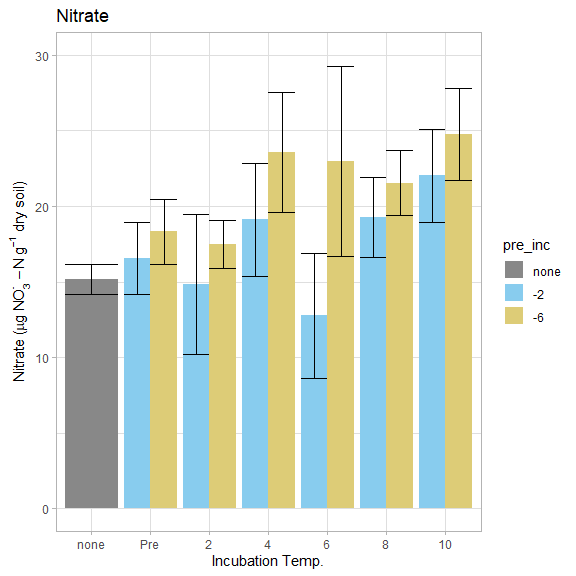 Nitrate
30
20
10
0
Nitrate (μg NO₃⁻ – N g⁻¹ dry soil)
none Pre 2 4 6 8 10
Incubation Temp.
pre_inc
none
-2
-6